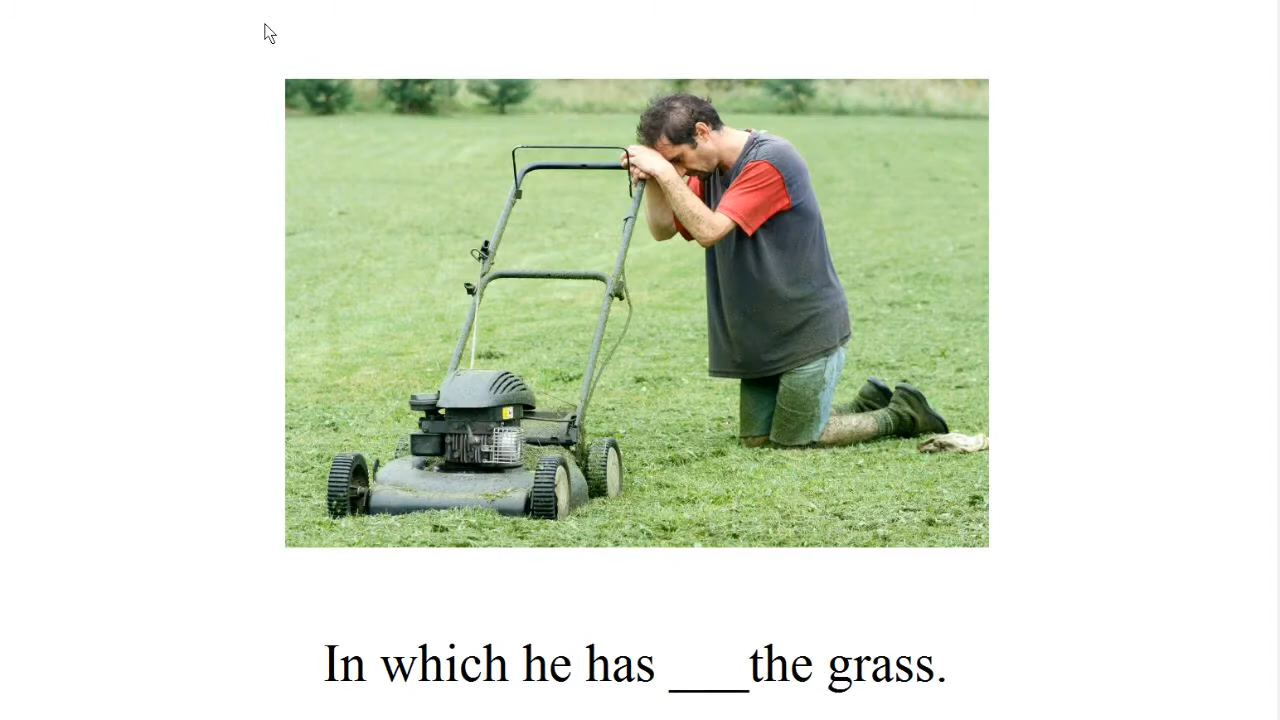 In which he has ___the grass.